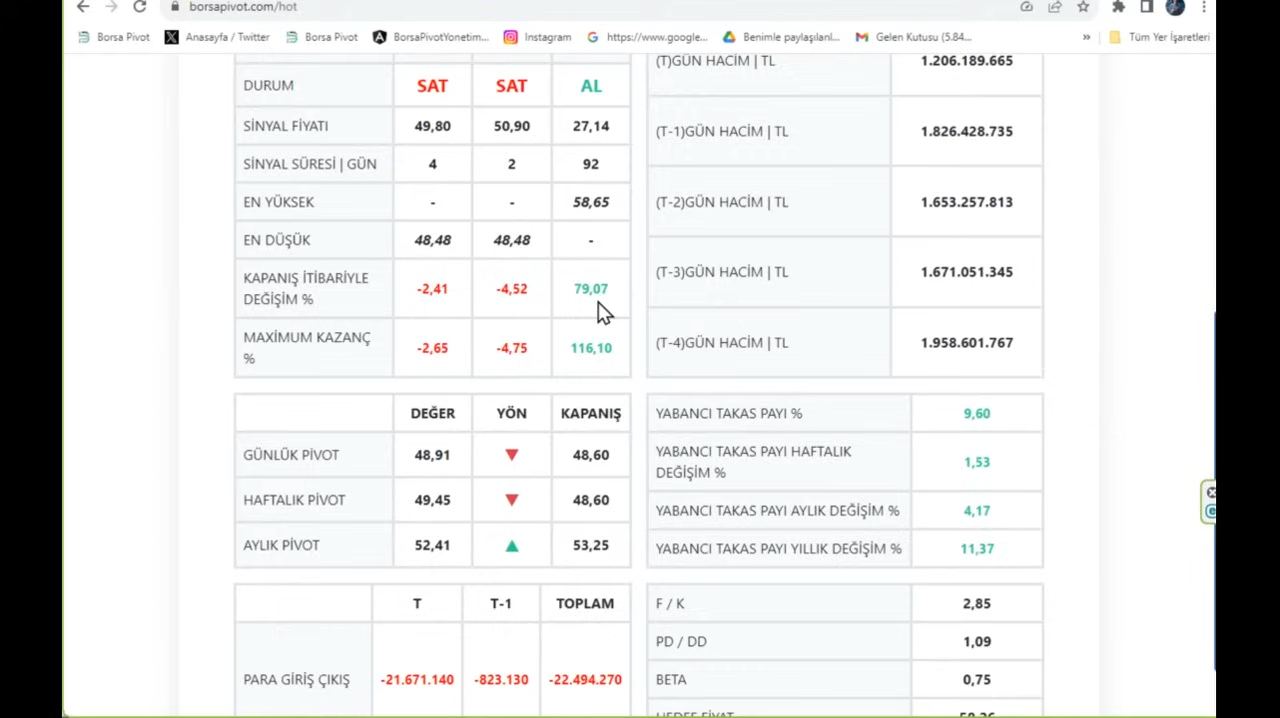 borsapivot.com/hot
Borsa Pivot Anasayfa / Twitter Borsa Pivot BorsaPivotYonetim... Instagram https://www.google... Benimle paylaşılanl... Gelen Kutusu (5.84... » Tüm Yer İşaretleri
DURUM SAT SAT AL
SİNYAL FİYATI 49,80 50,90 27,14
SİNYAL SÜRESİ | GÜN 4 2 92
EN YÜKSEK - - 58,65
EN DÜŞÜK 48,48 48,48 -
KAPANIŞ İTİBARİYLE
DEĞİŞİM % -2,41 -4,52 79,07
MAXİMUM KAZANÇ
% -2,65 -4,75 116,10
(T)GÜN HACİM | TL 1.206.189.665
(T-1)GÜN HACİM | TL 1.826.428.735
(T-2)GÜN HACİM | TL 1.653.257.813
(T-3)GÜN HACİM | TL 1.671.051.345
(T-4)GÜN HACİM | TL 1.958.601.767
DEĞER YÖN KAPANIŞ
GÜNLÜK PİVOT 48,91 48,60
HAFTALIK PİVOT 49,45 48,60
AYLIK PİVOT 52,41 53,25
YABANCI TAKAS PAYI % 9,60
YABANCI TAKAS PAYI HAFTALIK
DEĞİŞİM % 1,53
YABANCI TAKAS PAYI AYLIK DEĞİŞİM % 4,17
YABANCI TAKAS PAYI YILLIK DEĞİŞİM % 11,37
T T-1 TOPLAM
PARA GİRİŞ ÇIKIŞ -21.671.140 -823.130 -22.494.270
F / K 2,85
PD / DD 1,09
BETA 0,75
HEDEF FİYAT